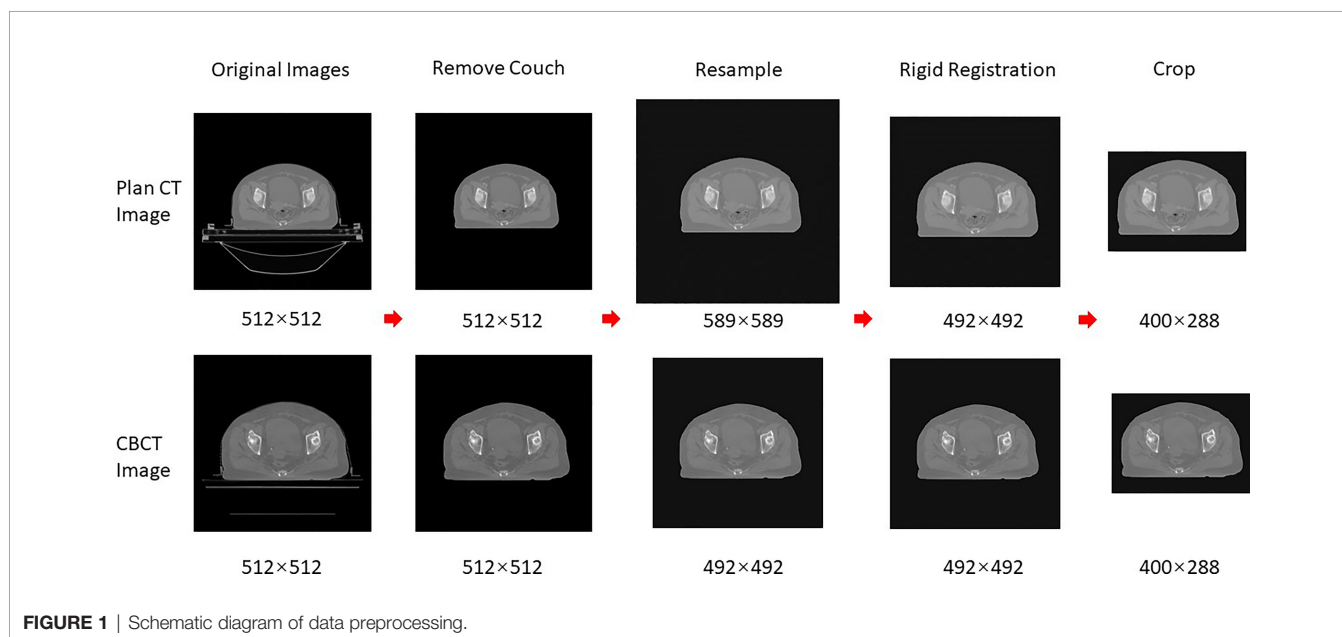 Original Images
Remove Couch
Resample
Rigid Registration
Crop
Plan CT
Image
512×512
512×512
589×589
492×492
400×288
CBCT
Image
512×512
512×512
492×492
492×492
400×288
FIGURE 1 | Schematic diagram of data preprocessing.